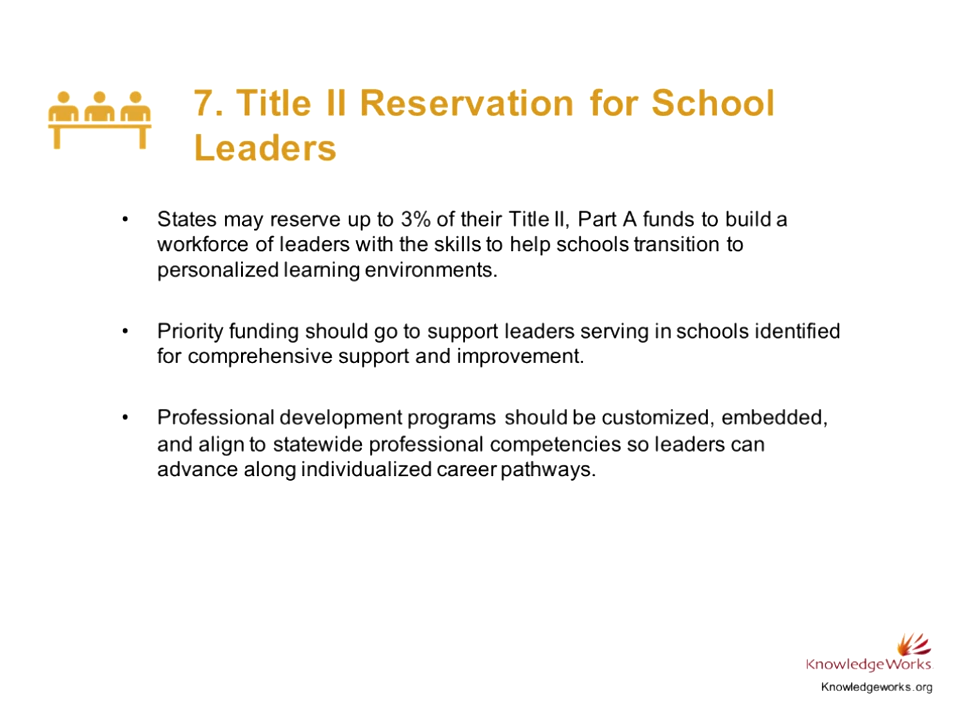 7. Title II Reservation for School
Leaders
• States may reserve up to 3% of their Title II, Part A funds to build a
workforce of leaders with the skills to help schools transition to
personalized learning environments.
• Priority funding should go to support leaders serving in schools identified
for comprehensive support and improvement.
• Professional development programs should be customized, embedded,
and align to statewide professional competencies so leaders can
advance along individualized career pathways.
KnowledgeWorks
Knowledgeworks.org